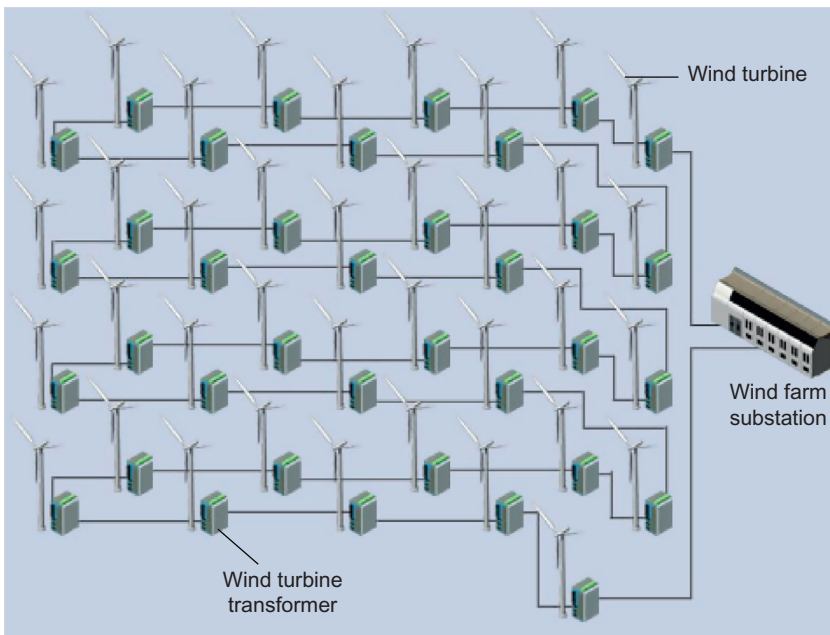 Wind turbine
Wind farm
substation
Wind turbine
transformer